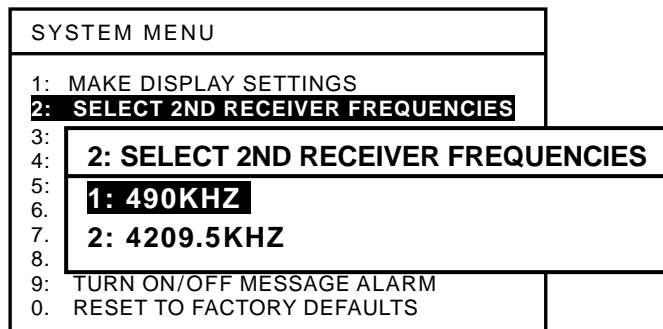 SYSTEM MENU
1: MAKE DISPLAY SETTINGS
2: SELECT 2ND RECEIVER FREQUENCIES
3:
4:
5:
6.
7.
8.
2: SELECT 2ND RECEIVER FREQUENCIES
1: 490KHZ
2: 4209.5KHZ
9: TURN ON/OFF MESSAGE ALARM
0. RESET TO FACTORY DEFAULTS